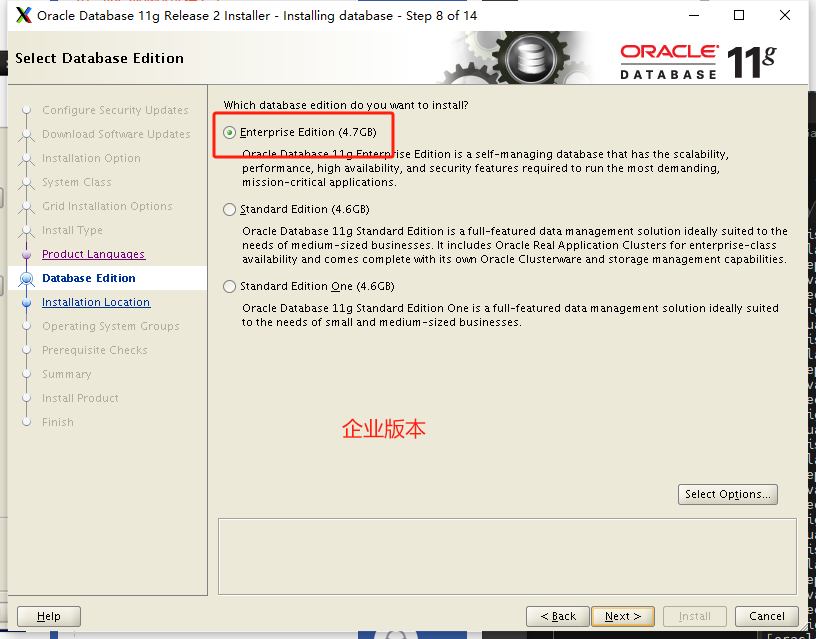 Oracle Database 11g Release 2 Installer - Installing database - Step 8 of 14
Select Database Edition
ORACLE
DATABASE
11g
Configure Security Updates
Download Software Updates
Installation Option
System Class
Grid Installation Options
Install Type
Product Languages
Database Edition
Installation Location
Operating System Groups
Prerequisite Checks
Summary
Install Product
Finish
Which database edition do you want to install?
Enterprise Edition (4.7GB)
Oracle Database 11g Enterprise Edition is a self-managing database that has the scalability,
performance, high availability, and security features required to run the most demanding,
mission-critical applications.
Standard Edition (4.6GB)
Oracle Database 11g Standard Edition is a full-featured data management solution ideally suited to the
needs of medium-sized businesses. It includes Oracle Real Application Clusters for enterprise-class
availability and comes complete with its own Oracle Clusterware and storage management capabilities.
Standard Edition One (4.6GB)
Oracle Database 11g Standard Edition One is a full-featured data management solution ideally suited
to the needs of small and medium-sized businesses.
企业版本
Select Options...
Help
< Back
Next >
Install
Cancel